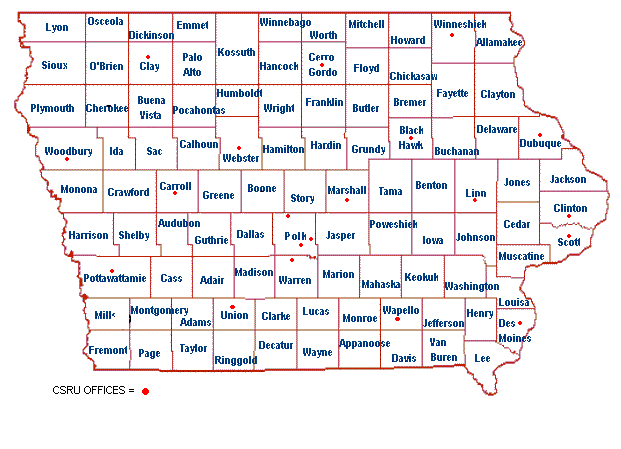 Lyon Osceola Dickinson Emmet Winnebago Worth Mitchell Howard Winneshiek Allamakee
Kossuth
Sioux O'Brien Clay Palo Alto Hancock Cerro Gordo Floyd Chickasaw
Plymouth Cherokee Buena Vista Pocahontas Humboldt Wright Franklin Butler Bremer Fayette Clayton
Woodbury Ida Sac Calhoun Webster Hamilton Hardin Grundy Black Hawk Buchanan Delaware Dubuque
Monona Crawford Carroll Greene Boone Story Marshall Tama Benton Linn Jones Jackson
Clinton
Harrison Shelby Audubon Guthrie Dallas Polk Jasper Poweshiek Iowa Johnson Cedar Scott
Muscatine
Pottawattamie Cass Adair Madison Warren Marion Mahaska Keokuk Washington
Louisa
Mills Montgomery Adams Union Clarke Lucas Monroe Wapello Jefferson Henry Des Moines
Fremont Page Taylor Ringgold Decatur Wayne Appanoose Davis Van Buren Lee
CSRU OFFICES =